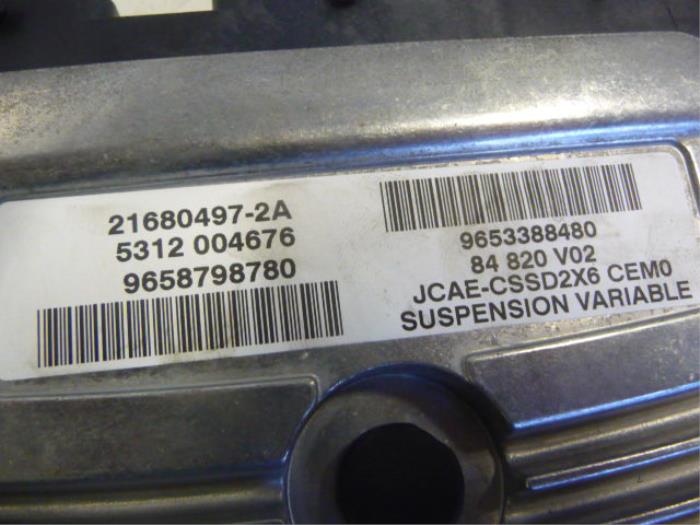 21680497-2A
5312 004676
9658798780
9653388480
84 820 V02
JCAE-CSSD2X6 CEM0
SUSPENSION VARIABLE